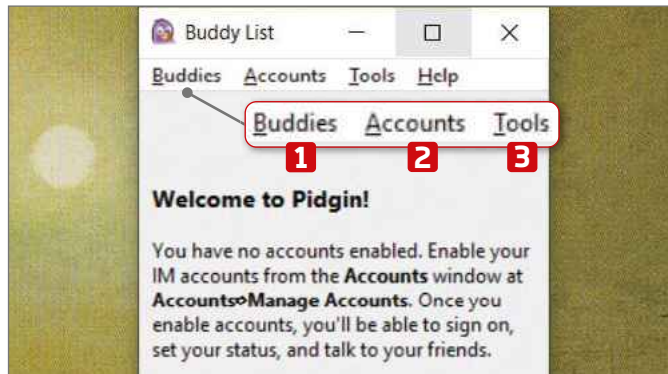 Buddy List
Buddies Accounts Tools Help
Buddies Accounts Tools
1 2 3
Welcome to Pidgin!
You have no accounts enabled. Enable your
IM accounts from the Accounts window at
Accounts⇨Manage Accounts. Once you
enable accounts, you'll be able to sign on,
set your status, and talk to your friends.